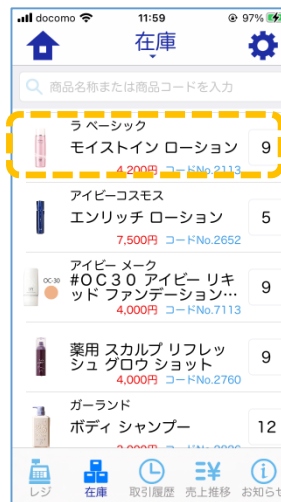 docomo 11:59 97%
在庫
商品名称または商品コードを入力
ラ ベーシック
モイストイン ローション 9
4,200円 コードNo.2113
アイビーコスモス
エンリッチ ローション 5
7,500円 コードNo.2652
アイビー メーク
OC-30 #OC30 アイビー リキ
ッド ファンデーション… 9
4,000円 コードNo.7113
薬用 スカルプ リフレッ
シュ グロウ ショット 9
4,000円 コードNo.2760
ガーランド
ボディ シャンプー 12
レジ 在庫 取引履歴 売上推移 お知らせ